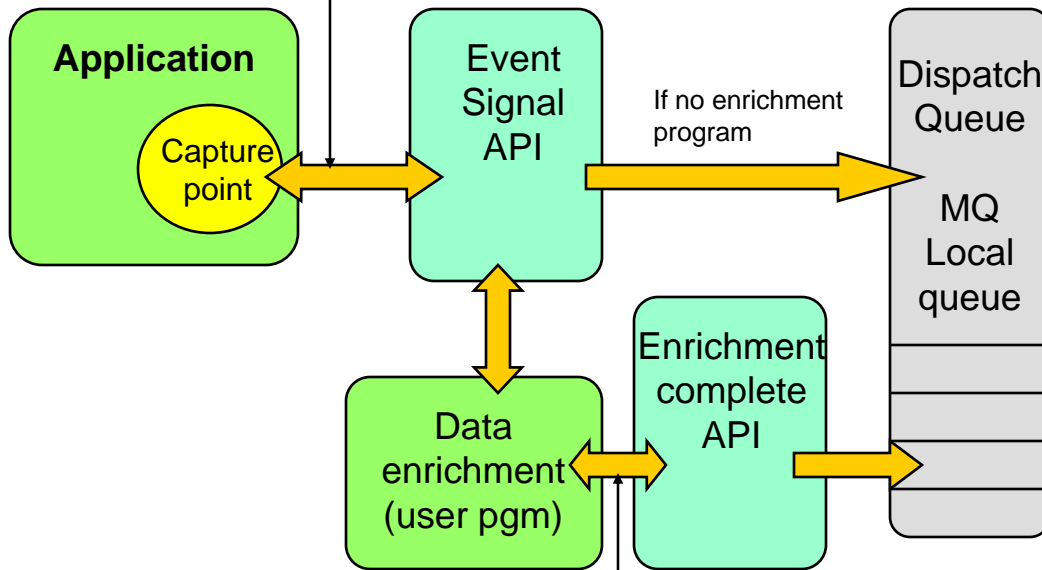 Application
Capture
point
Event
Signal
API
If no enrichment
program
Dispatch
Queue
MQ
Local
queue
Data
enrichment
(user pgm)
Enrichment
complete
API